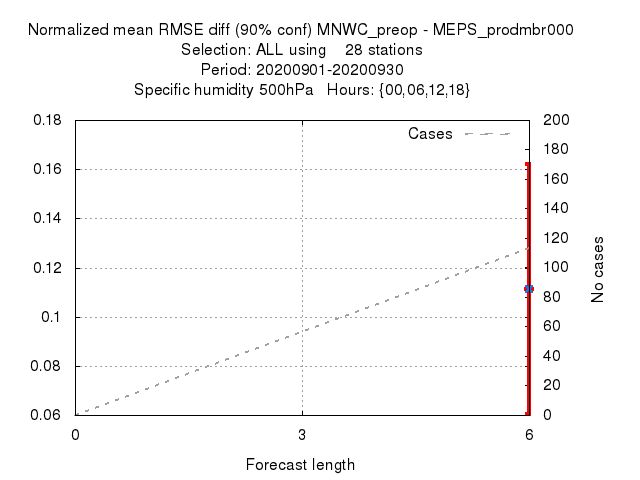 Normalized mean RMSE diff (90% conf) MNWC_preop - MEPS_prodmbr000
Selection: ALL using 28 stations
Period: 20200901-20200930
Specific humidity 500hPa Hours: {00,06,12,18}
Cases
0.18
0.16
0.14
0.12
0.1
0.08
0.06
200
180
160
140
120
100
80
60
40
20
0
No cases
0 3 6
Forecast length